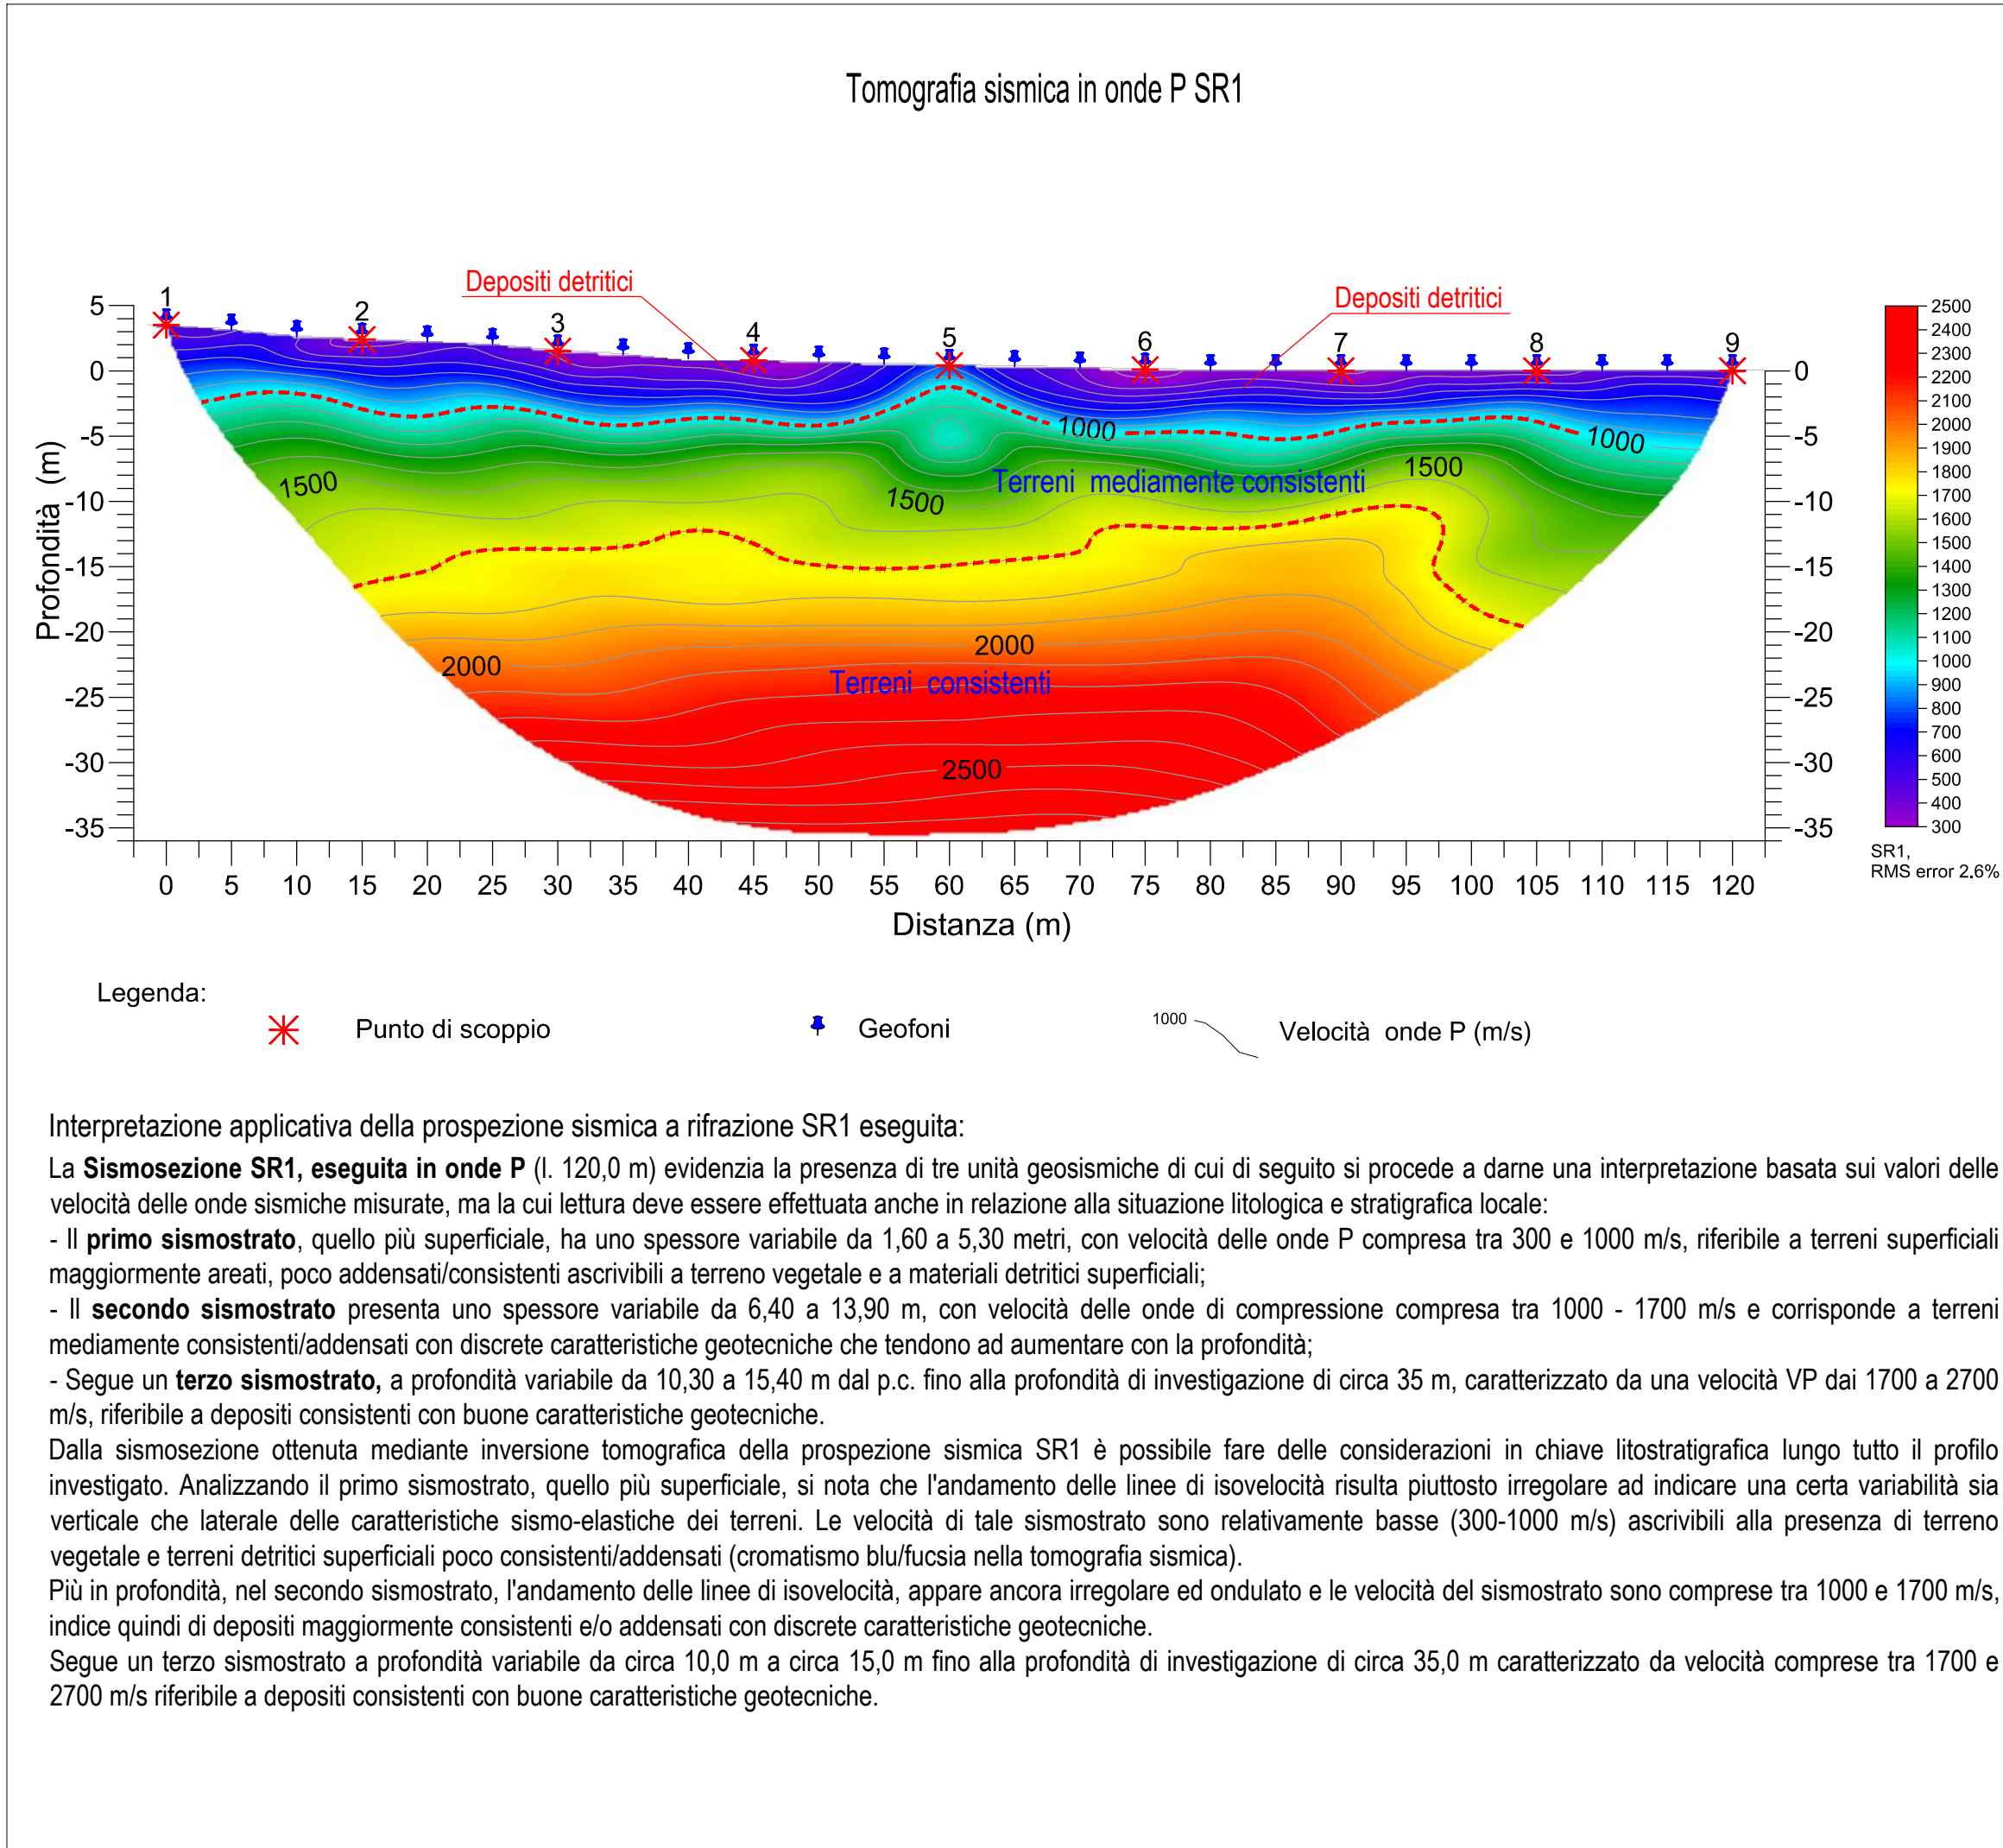 Tomografia sismica in onde P SR1
Depositi detritici
Depositi detritici
1
2
3
4
5
6
7
8
9
5
0
-5
-10
-15
-20
-25
-30
-35
Profondità (m)
1000
1000
1500
1500
1500
Terreni mediamente consistenti
2000
2000
Terreni consistenti
2500
0
-5
-10
-15
-20
-25
-30
-35
0 5 10 15 20 25 30 35 40 45 50 55 60 65 70 75 80 85 90 95 100 105 110 115 120
Distanza (m)
2500
2400
2300
2200
2100
2000
1900
1800
1700
1600
1500
1400
1300
1200
1100
1000
900
800
700
600
500
400
300
SR1,
RMS error 2.6%
Legenda:
Punto di scoppio
Geofoni
1000
Velocità onde P (m/s)
Interpretazione applicativa della prospezione sismica a rifrazione SR1 eseguita:
La Sismosezione SR1, eseguita in onde P (l. 120,0 m) evidenzia la presenza di tre unità geosismiche di cui di seguito si procede a darne una interpretazione basata sui valori delle
velocità delle onde sismiche misurate, ma la cui lettura deve essere effettuata anche in relazione alla situazione litologica e stratigrafica locale:
- Il primo sismostrato, quello più superficiale, ha uno spessore variabile da 1,60 a 5,30 metri, con velocità delle onde P compresa tra 300 e 1000 m/s, riferibile a terreni superficiali
maggiormente areati, poco addensati/consistenti ascrivibili a terreno vegetale e a materiali detritici superficiali;
- Il secondo sismostrato presenta uno spessore variabile da 6,40 a 13,90 m, con velocità delle onde di compressione compresa tra 1000 - 1700 m/s e corrisponde a terreni
mediamente consistenti/addensati con discrete caratteristiche geotecniche che tendono ad aumentare con la profondità;
- Segue un terzo sismostrato, a profondità variabile da 10,30 a 15,40 m dal p.c. fino alla profondità di investigazione di circa 35 m, caratterizzato da una velocità VP dai 1700 a 2700
m/s, riferibile a depositi consistenti con buone caratteristiche geotecniche.
Dalla sismosezione ottenuta mediante inversione tomografica della prospezione sismica SR1 è possibile fare delle considerazioni in chiave litostratigrafica lungo tutto il profilo
investigato. Analizzando il primo sismostrato, quello più superficiale, si nota che l'andamento delle linee di isovelocità risulta piuttosto irregolare ad indicare una certa variabilità sia
verticale che laterale delle caratteristiche sismo-elastiche dei terreni. Le velocità di tale sismostrato sono relativamente basse (300-1000 m/s) ascrivibili alla presenza di terreno
vegetale e terreni detritici superficiali poco consistenti/addensati (cromatismo blu/fucsia nella tomografia sismica).
Più in profondità, nel secondo sismostrato, l'andamento delle linee di isovelocità, appare ancora irregolare ed ondulato e le velocità del sismostrato sono comprese tra 1000 e 1700 m/s,
indice quindi di depositi maggiormente consistenti e/o addensati con discrete caratteristiche geotecniche.
Segue un terzo sismostrato a profondità variabile da circa 10,0 m a circa 15,0 m fino alla profondità di investigazione di circa 35,0 m caratterizzato da velocità comprese tra 1700 e
2700 m/s riferibile a depositi consistenti con buone caratteristiche geotecniche.